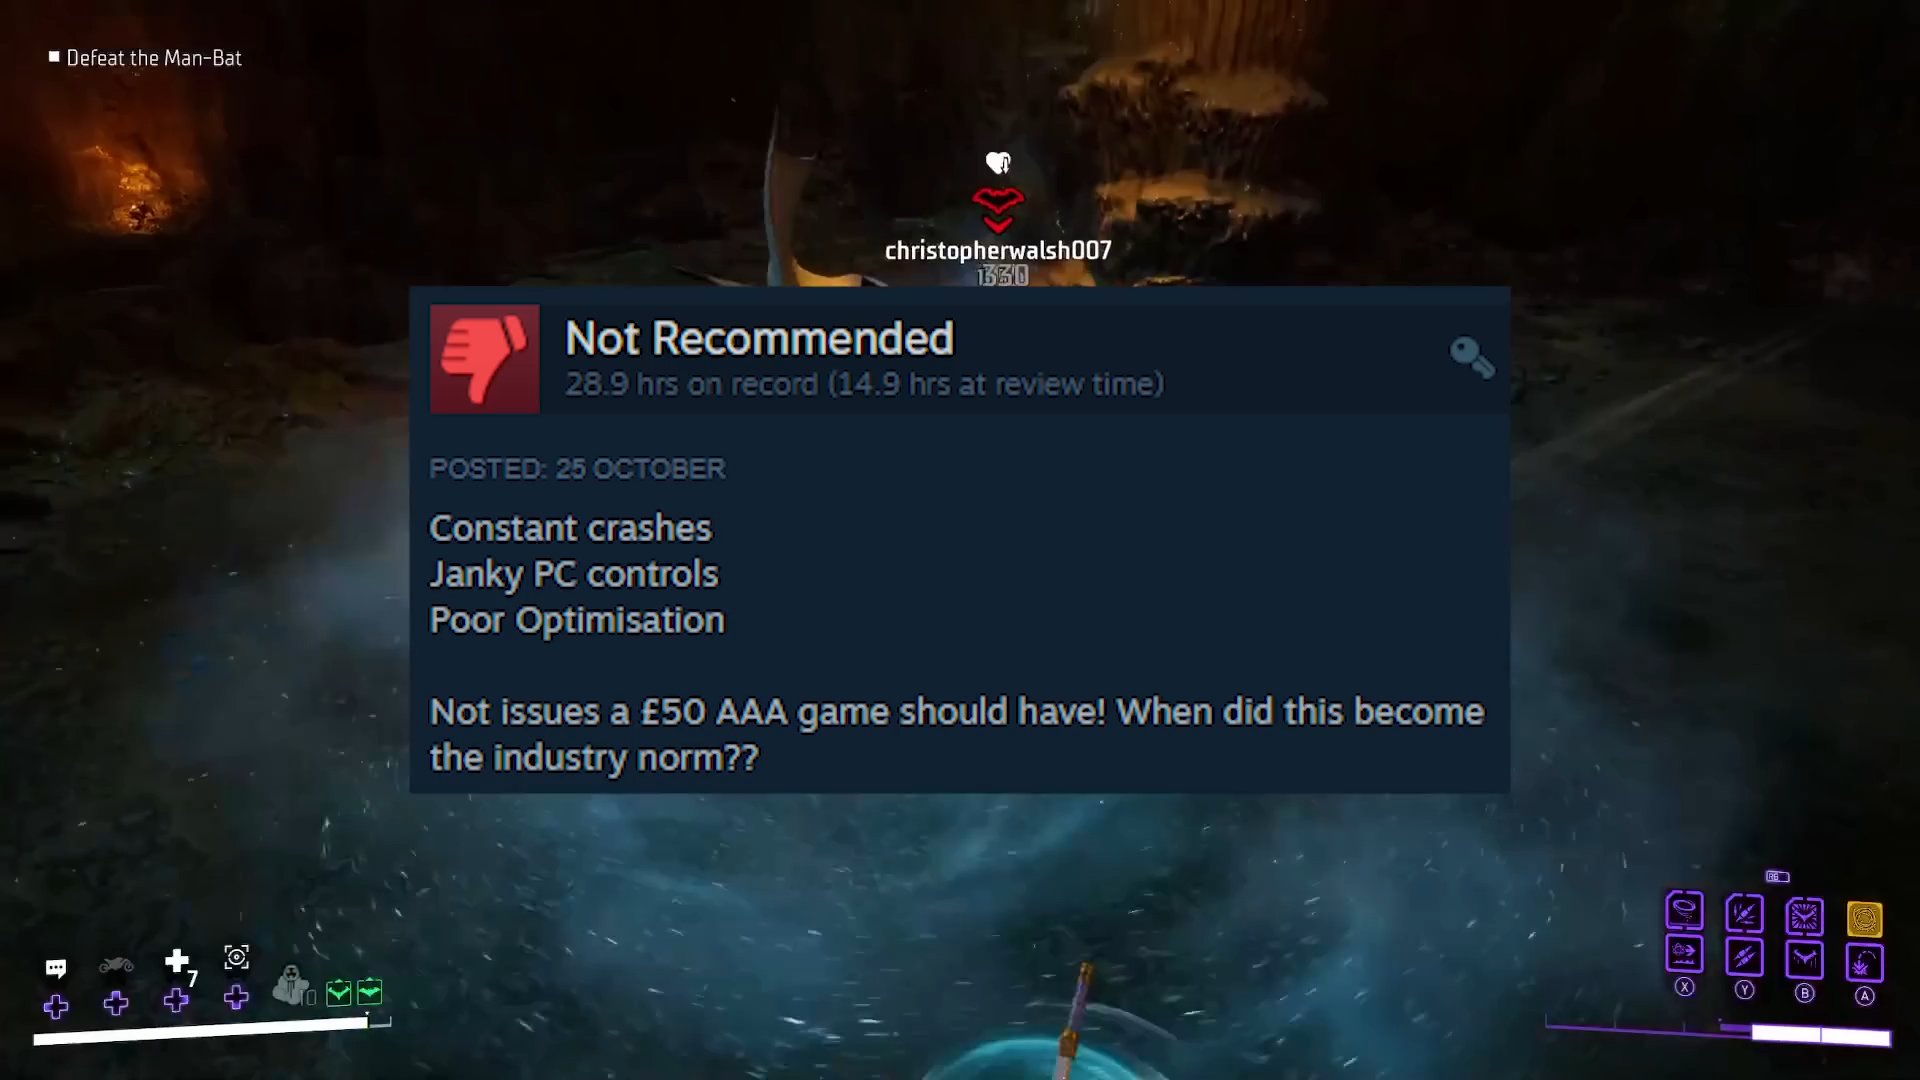 Defeat the Man-Bat
christopherwalsh007
330
Not Recommended
28.9 hrs on record (14.9 hrs at review time)
POSTED: 25 OCTOBER
Constant crashes
Janky PC controls
Poor Optimisation
Not issues a £50 AAA game should have! When did this become
the industry norm??
7
RB
X Y B A